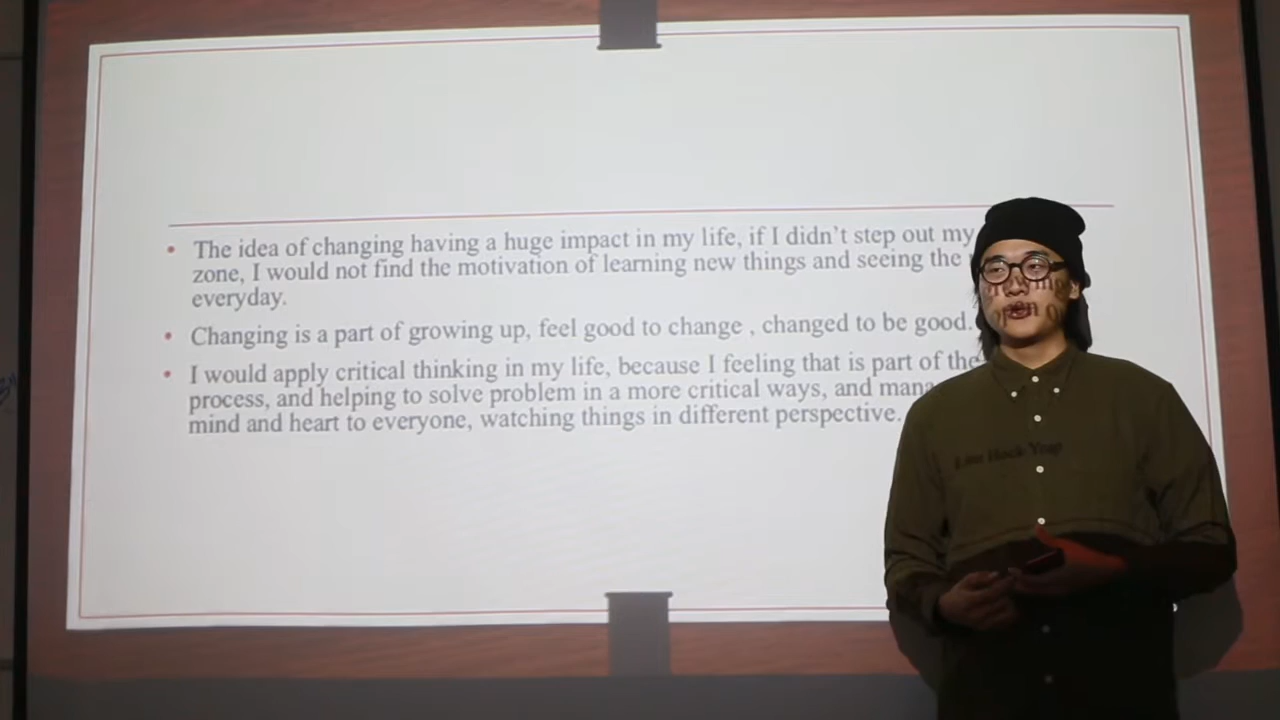 • The idea of changing having a huge impact in my life, if I didn't step out my
zone, I would not find the motivation of learning new things and seeing the
everyday.
• Changing is a part of growing up, feel good to change , changed to be good.
• I would apply critical thinking in my life, because I feeling that is part of the
process, and helping to solve problem in a more critical ways, and
mind and heart to everyone, watching things in different perspective.
Hock Yeap